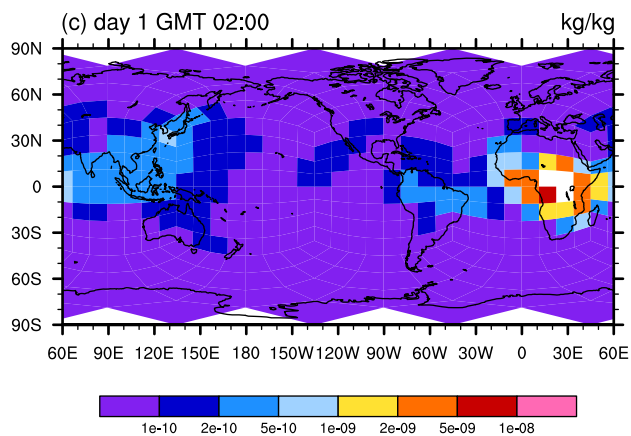 (c) day 1 GMT 02:00 kg/kg
90N
60N
30N
0
30S
60S
90S
60E 90E 120E 150E 180 150W 120W 90W 60W 30W 0 30E 60E
1e-10 2e-10 5e-10 1e-09 2e-09 5e-09 1e-08